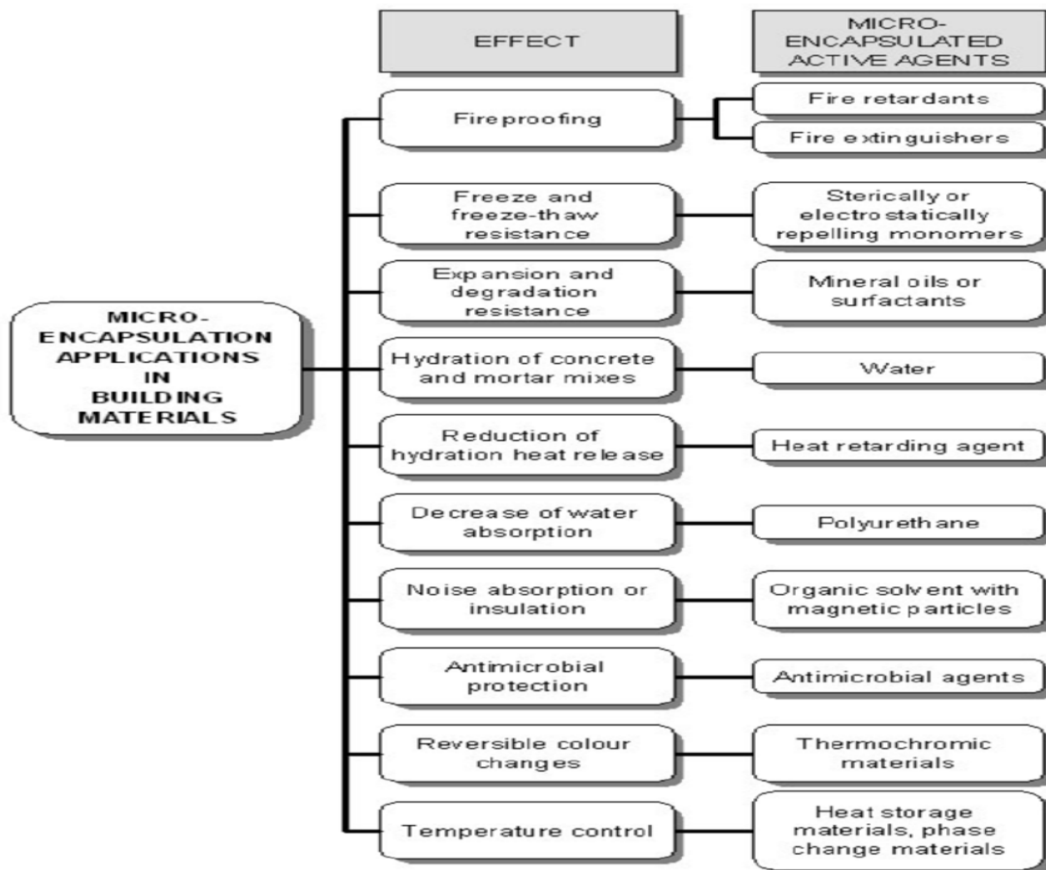 EFFECT
MICRO-
ENCAPSULATED
ACTIVE AGENTS
MICRO-
ENCAPSULATION
APPLICATIONS
IN
BUILDING
MATERIALS
Fireproofing
Fire retardants
Fire extinguishers
Freeze and
freeze-thaw
resistance
Sterically or
electrostatically
repelling monomers
Expansion and
degradation
resistance
Mineral oils or
surfactants
Hydration of concrete
and mortar mixes
Water
Reduction of
hydration heat release
Heat retarding agent
Decrease of water
absorption
Polyurethane
Noise absorption or
insulation
Organic solvent with
magnetic particles
Antimicrobial
protection
Antimicrobial agents
Reversible colour
changes
Thermochromic
materials
Temperature control
Heat storage
materials, phase
change materials